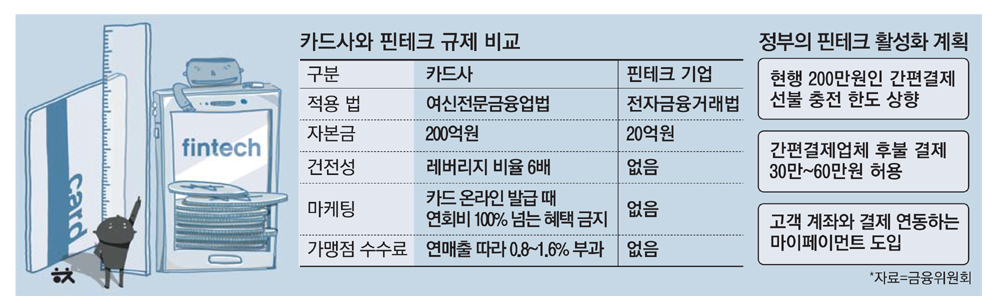 card
fintech
카드사와 핀테크 규제 비교
구분 카드사 핀테크 기업
적용 법 여신전문금융업법 전자금융거래법
자본금 200억원 20억원
건전성 레버리지 비율 6배 없음
마케팅 카드 온라인 발급 때 연회비 100% 넘는 혜택 금지 없음
가맹점 수수료 연매출 따라 0.8~1.6% 부과 없음
정부의 핀테크 활성화 계획
현행 200만원인 간편결제
선불 충전 한도 상향
간편결제업체 후불 결제
30만~60만원 허용
고객 계좌와 결제 연동하는
마이페이먼트 도입
*자료=금융위원회